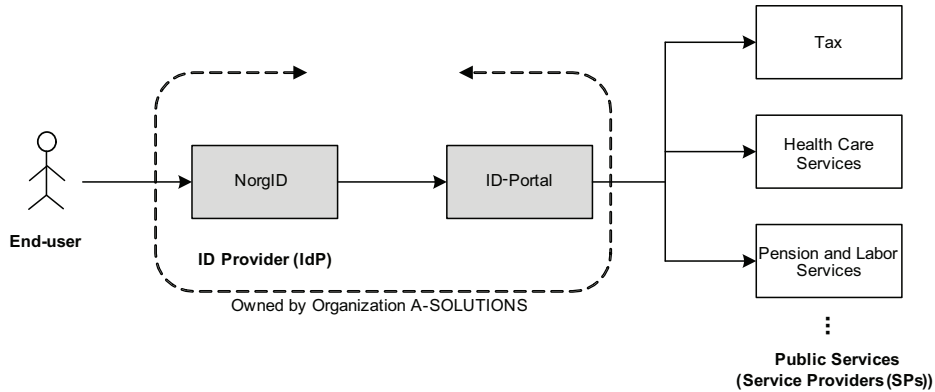 Tax
Health Care
Services
NorgID
ID-Portal
End-user
ID Provider (IdP)
Pension and Labor
Services
Owned by Organization A-SOLUTIONS
Public Services
(Service Providers (SPs))